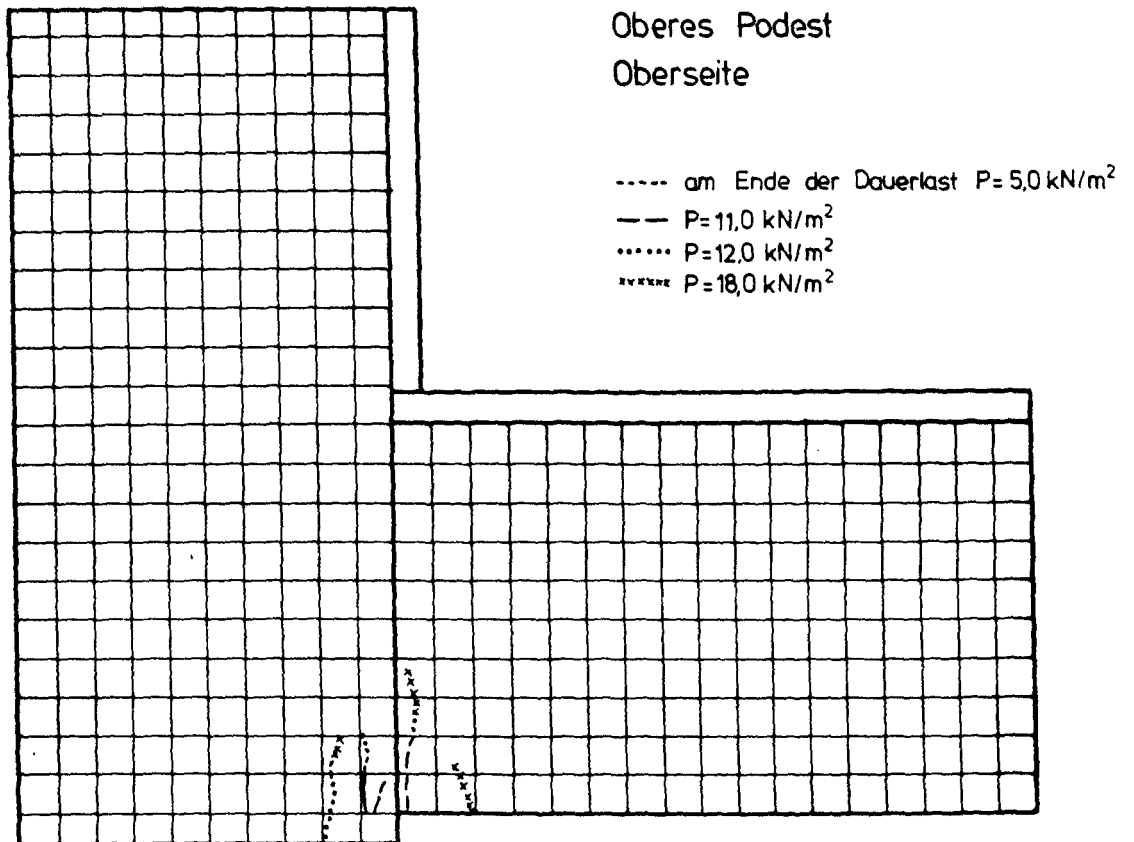 Oberes Podest
Oberseite
am Ende der Dauerlast P= 5,0 kN/m²
P=11,0 kN/m²
P=12,0 kN/m²
P=18,0 kN/m²